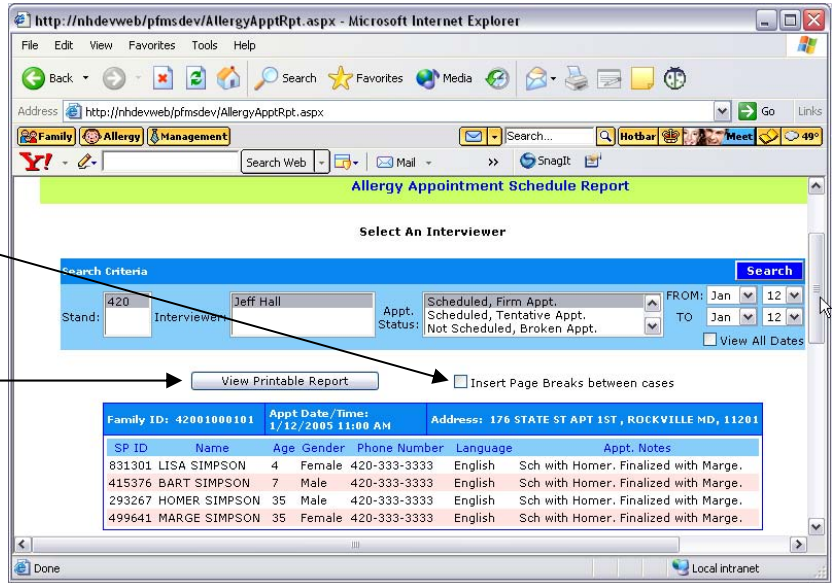 http://nhdevweb/pfmsdev/AllergyApptRpt.aspx - Microsoft Internet Explorer
File Edit View Favorites Tools Help
Back Search Favorites Media
Address http://nhdevweb/pfmsdev/AllergyApptRpt.aspx Go Links
Family Allergy Management Search... Hotbar Meet 49°
Y! Search Web Mail » SnagIt
Allergy Appointment Schedule Report
Select An Interviewer
Search Criteria Search
Stand: 420 Interviewer: Jeff Hall Appt. Status: Scheduled, Firm Appt. FROM: Jan 12
Scheduled, Tentative Appt. TO Jan 12
Not Scheduled, Broken Appt. View All Dates
View Printable Report Insert Page Breaks between cases
Family ID: 42001000101 Appt Date/Time: 1/12/2005 11:00 AM Address: 176 STATE ST APT 1ST , ROCKVILLE MD, 11201
SP ID Name Age Gender Phone Number Language Appt. Notes
831301 LISA SIMPSON 4 Female 420-333-3333 English Sch with Homer. Finalized with Marge.
415376 BART SIMPSON 7 Male 420-333-3333 English Sch with Homer. Finalized with Marge.
293267 HOMER SIMPSON 35 Male 420-333-3333 English Sch with Homer. Finalized with Marge.
499641 MARGE SIMPSON 35 Female 420-333-3333 English Sch with Homer. Finalized with Marge.
Done Local intranet